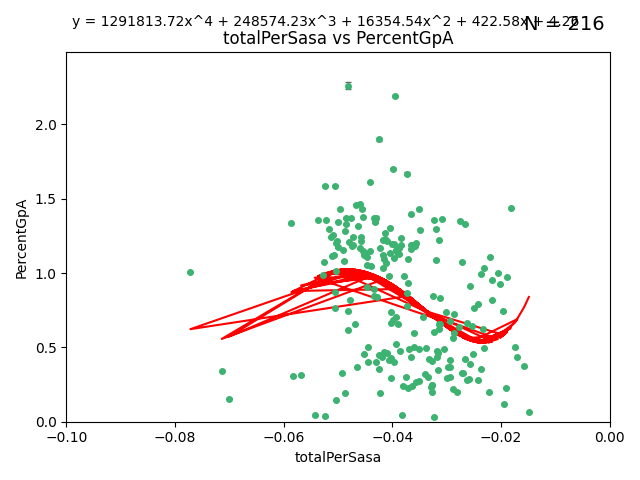 y = 1291813.72x^4 + 248574.23x^3 + 16354.54x^2 + 422.58x + 4.26
N = 216
totalPerSasa vs PercentGpA
PercentGpA
2.0
1.5
1.0
0.5
0.0
−0.10 −0.08 −0.06 −0.04 −0.02 0.00
totalPerSasa